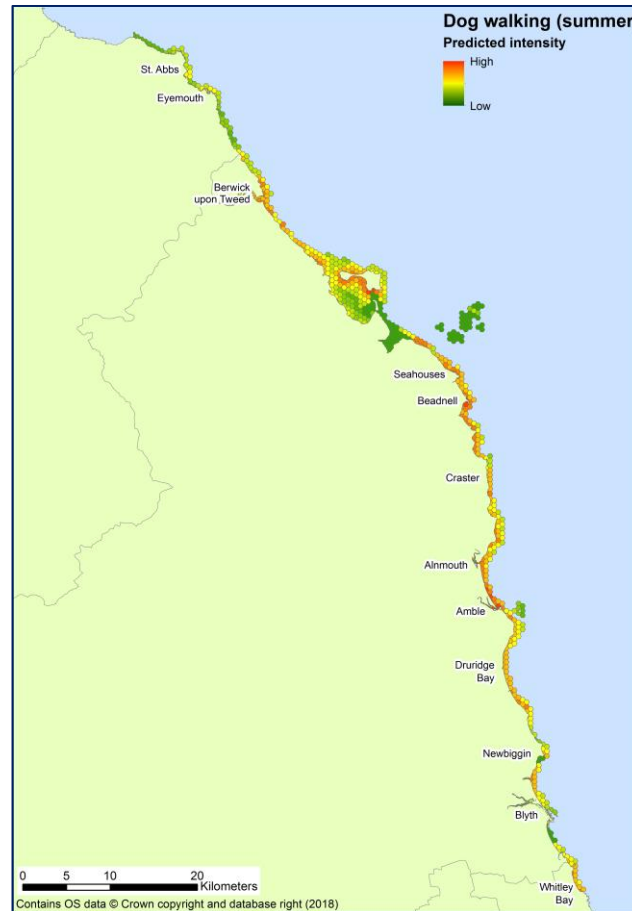 Dog walking (summer
Predicted intensity
High
Low
St. Abbs
Eyemouth
Berwick
upon Tweed
Seahouses
Beadnell
Craster
Alnmouth
Amble
Druridge
Bay
Newbiggin
Blyth
Whitley
Bay
0 5 10 20
Kilometers
Contains OS data © Crown copyright and database right (2018)